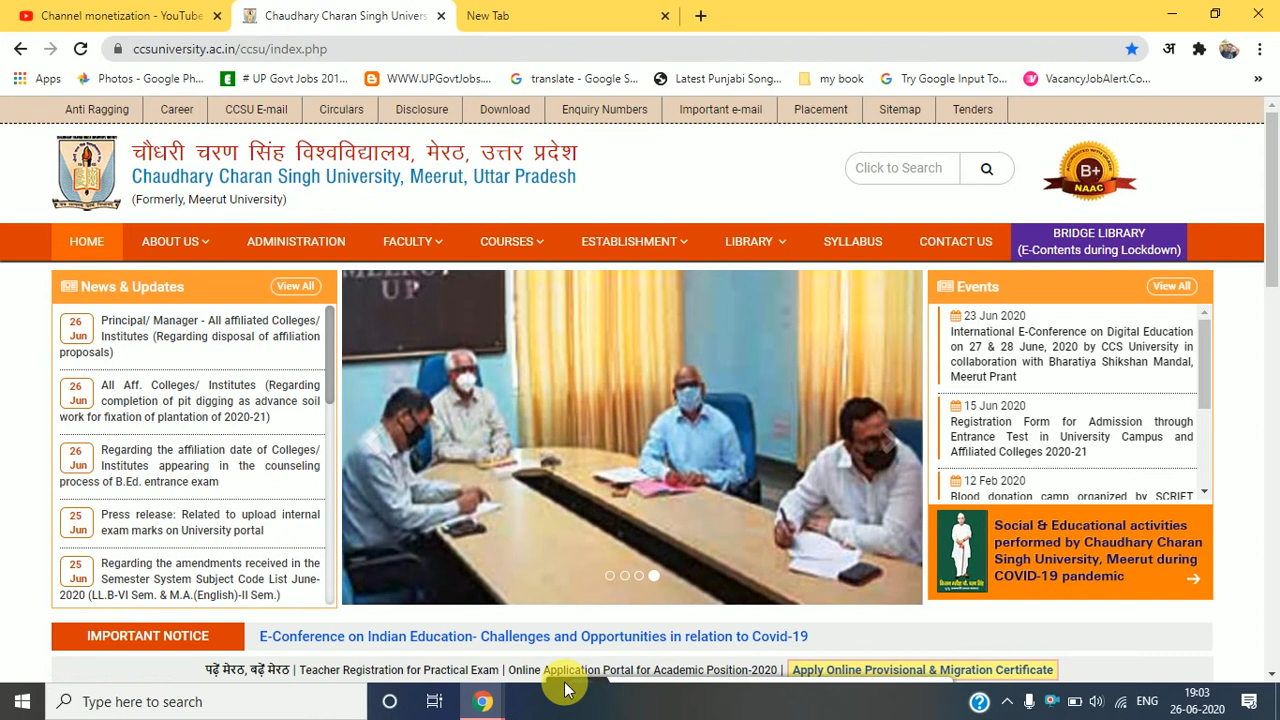 Channel monetization - YouTube
Chaudhary Charan Singh Univers
New Tab
ccsuniversity.ac.in/ccsu/index.php
अ
Apps
Photos - Google Ph...
# UP Govt Jobs 201...
WWW.UPGovtJobs....
translate - Google S...
Latest Punjabi Song...
my book
Try Google Input To...
VacancyJobAlert.Co...
»
Anti Ragging
Career
CCSU E-mail
Circulars
Disclosure
Download
Enquiry Numbers
Important e-mail
Placement
Sitemap
Tenders
चौधरी चरण सिंह विश्वविद्यालय, मेरठ, उत्तर प्रदेश
Chaudhary Charan Singh University, Meerut, Uttar Pradesh
(Formerly, Meerut University)
Click to Search
B+
NAAC
HOME
ABOUT US
ADMINISTRATION
FACULTY
COURSES
ESTABLISHMENT
LIBRARY
SYLLABUS
CONTACT US
BRIDGE LIBRARY
(E-Contents during Lockdown)
News & Updates
View All
26
Jun
Principal/ Manager - All affiliated Colleges/
Institutes (Regarding disposal of affiliation
proposals)
26
Jun
All Aff. Colleges/ Institutes (Regarding
completion of pit digging as advance soil
work for fixation of plantation of 2020-21)
26
Jun
Regarding the affiliation date of Colleges/
Institutes appearing in the counseling
process of B.Ed. entrance exam
25
Jun
Press release: Related to upload internal
exam marks on University portal
25
Jun
Regarding the amendments received in the
Semester System Subject Code List June-
2020 (LL.B-VI Sem. & M.A.(English)-II Sem)
UP
Events
View All
23 Jun 2020
International E-Conference on Digital Education
on 27 & 28 June, 2020 by CCS University in
collaboration with Bharatiya Shikshan Mandal,
Meerut Prant
15 Jun 2020
Registration Form for Admission through
Entrance Test in University Campus and
Affiliated Colleges 2020-21
12 Feb 2020
Blood donation camp organized by SCRIET
Social & Educational activities
performed by Chaudhary Charan
Singh University, Meerut during
COVID-19 pandemic
IMPORTANT NOTICE
E-Conference on Indian Education- Challenges and Opportunities in relation to Covid-19
पढ़ें मेरठ, बढ़ें मेरठ | Teacher Registration for Practical Exam | Online Application Portal for Academic Position-2020 | Apply Online Provisional & Migration Certificate
Type here to search
ENG
19:03
26-06-2020